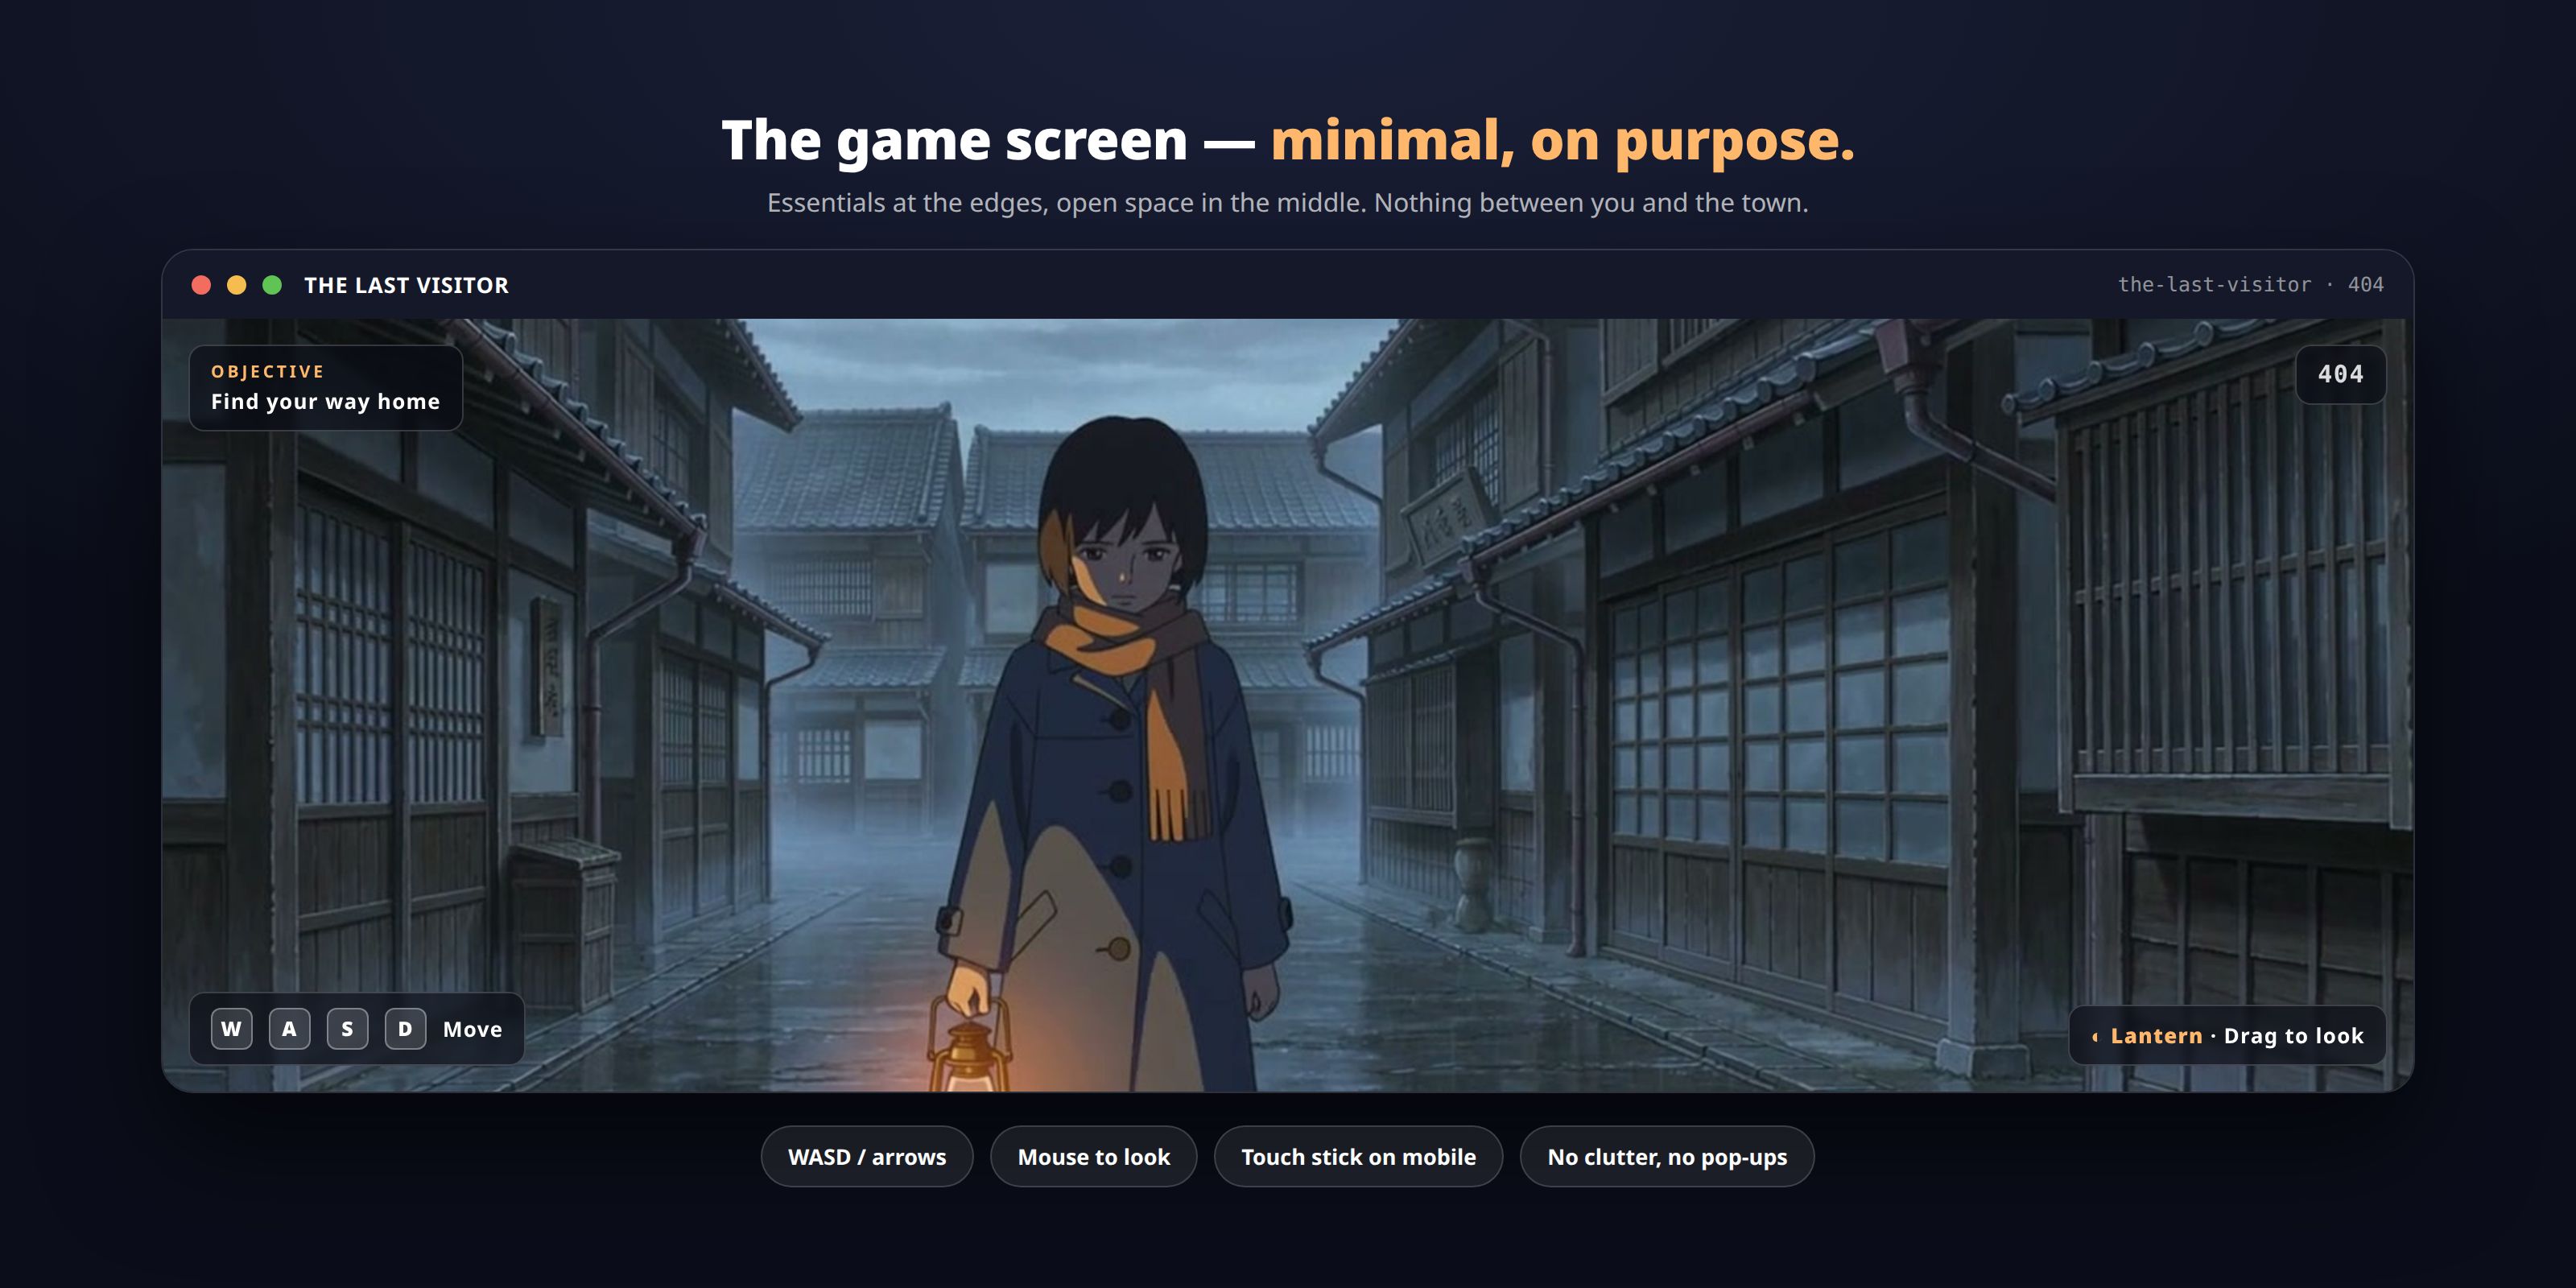 The game screen — minimal, on purpose.
Essentials at the edges, open space in the middle. Nothing between you and the town.
THE LAST VISITOR
the-last-visitor · 404
OBJECTIVE
Find your way home
404
W A S D Move
Lantern · Drag to look
WASD / arrows
Mouse to look
Touch stick on mobile
No clutter, no pop-ups